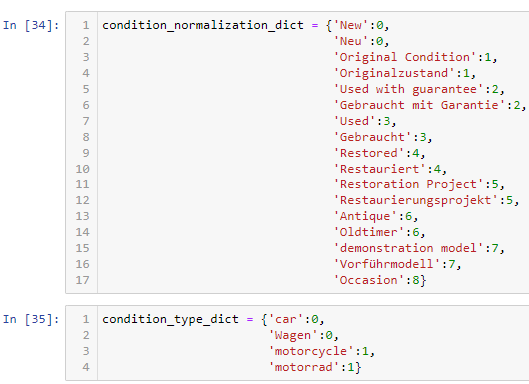 In [34]:
1 condition_normalization_dict = {'New':0,
2 'Neu':0,
3 'Original Condition':1,
4 'Originalzustand':1,
5 'Used with guarantee':2,
6 'Gebraucht mit Garantie':2,
7 'Used':3,
8 'Gebraucht':3,
9 'Restored':4,
10 'Restauriert':4,
11 'Restoration Project':5,
12 'Restaurierungsprojekt':5,
13 'Antique':6,
14 'Oldtimer':6,
15 'demonstration model':7,
16 'Vorführmodell':7,
17 'Occasion':8}
In [35]:
1 condition_type_dict = {'car':0,
2 'Wagen':0,
3 'motorcycle':1,
4 'motorrad':1}